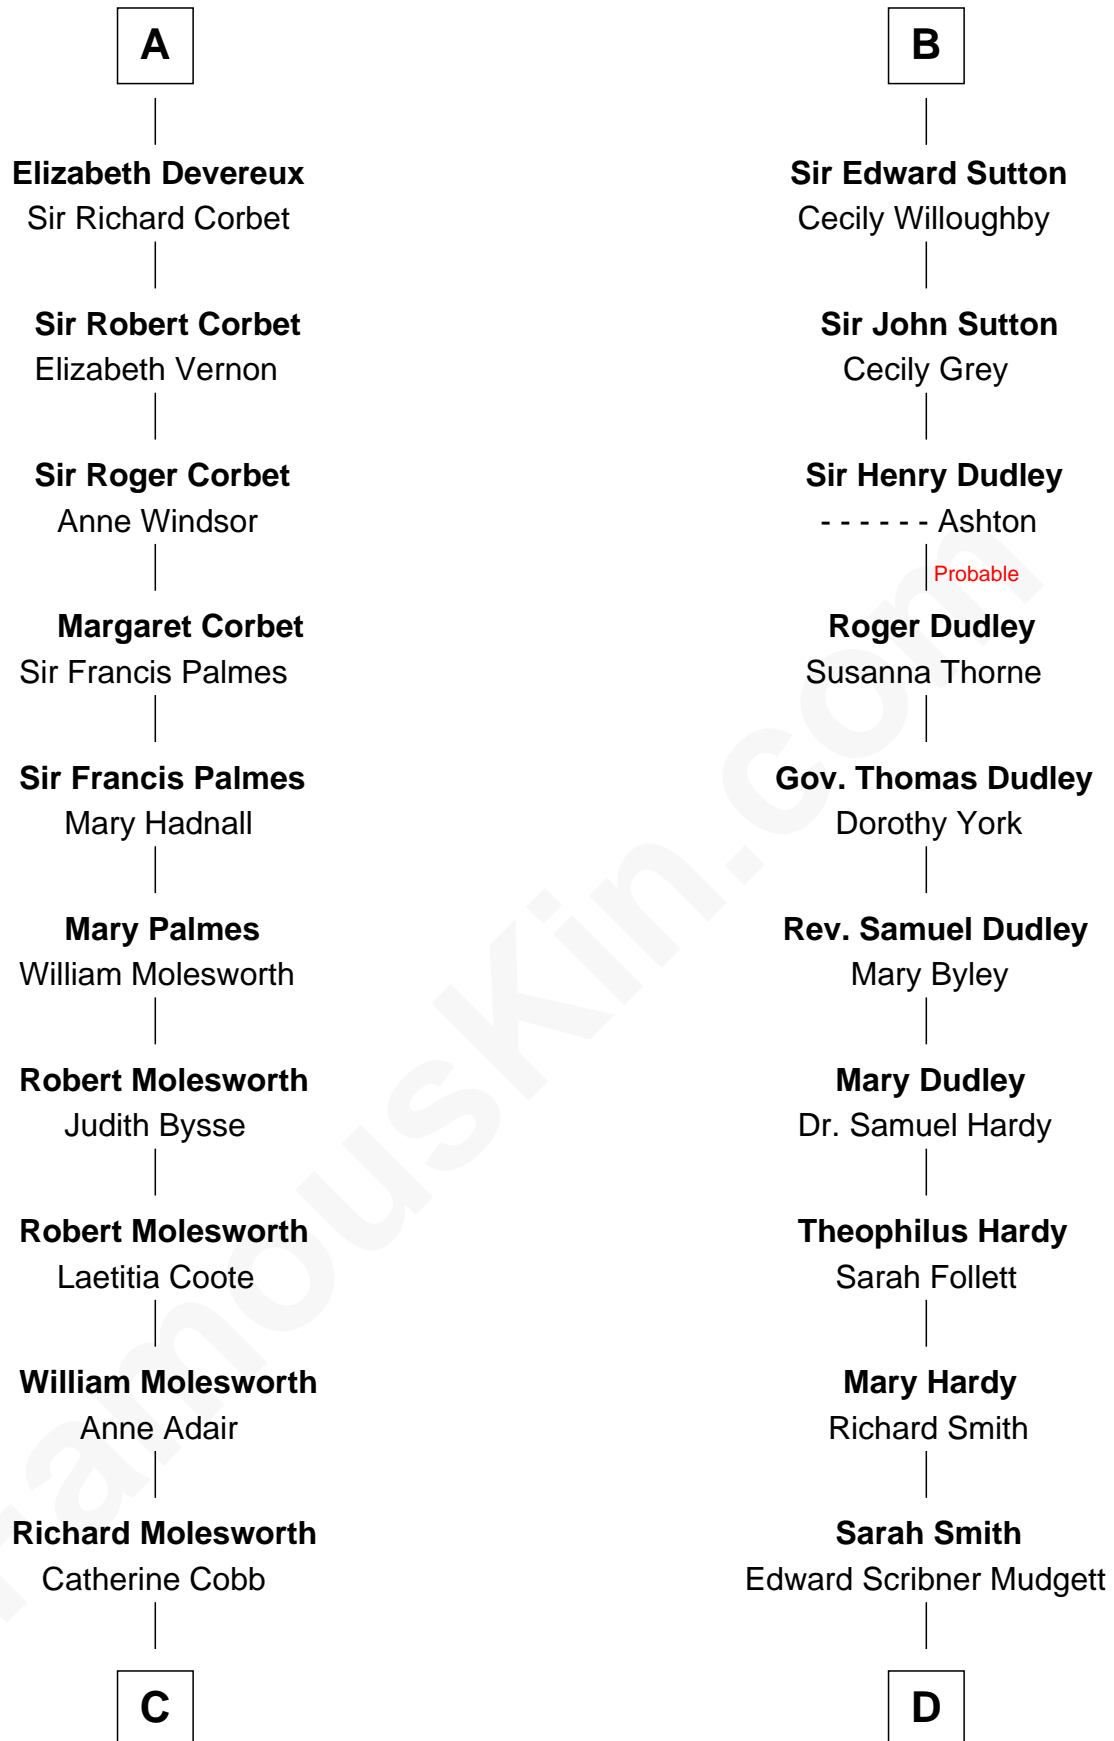 A
Elizabeth Devereux
Sir Richard Corbet
Sir Robert Corbet
Elizabeth Vernon
Sir Roger Corbet
Anne Windsor
Margaret Corbet
Sir Francis Palmes
Sir Francis Palmes
Mary Hadnall
Mary Palmes
William Molesworth
Robert Molesworth
Judith Bysse
Robert Molesworth
Laetitia Coote
William Molesworth
Anne Adair
Richard Molesworth
Catherine Cobb
C
B
Sir Edward Sutton
Cecily Willoughby
Sir John Sutton
Cecily Grey
Sir Henry Dudley
- - - - - - Ashton
Probable
Roger Dudley
Susanna Thorne
Gov. Thomas Dudley
Dorothy York
Rev. Samuel Dudley
Mary Byley
Mary Dudley
Dr. Samuel Hardy
Theophilus Hardy
Sarah Follett
Mary Hardy
Richard Smith
Sarah Smith
Edward Scribner Mudgett
D
FamousKin.com